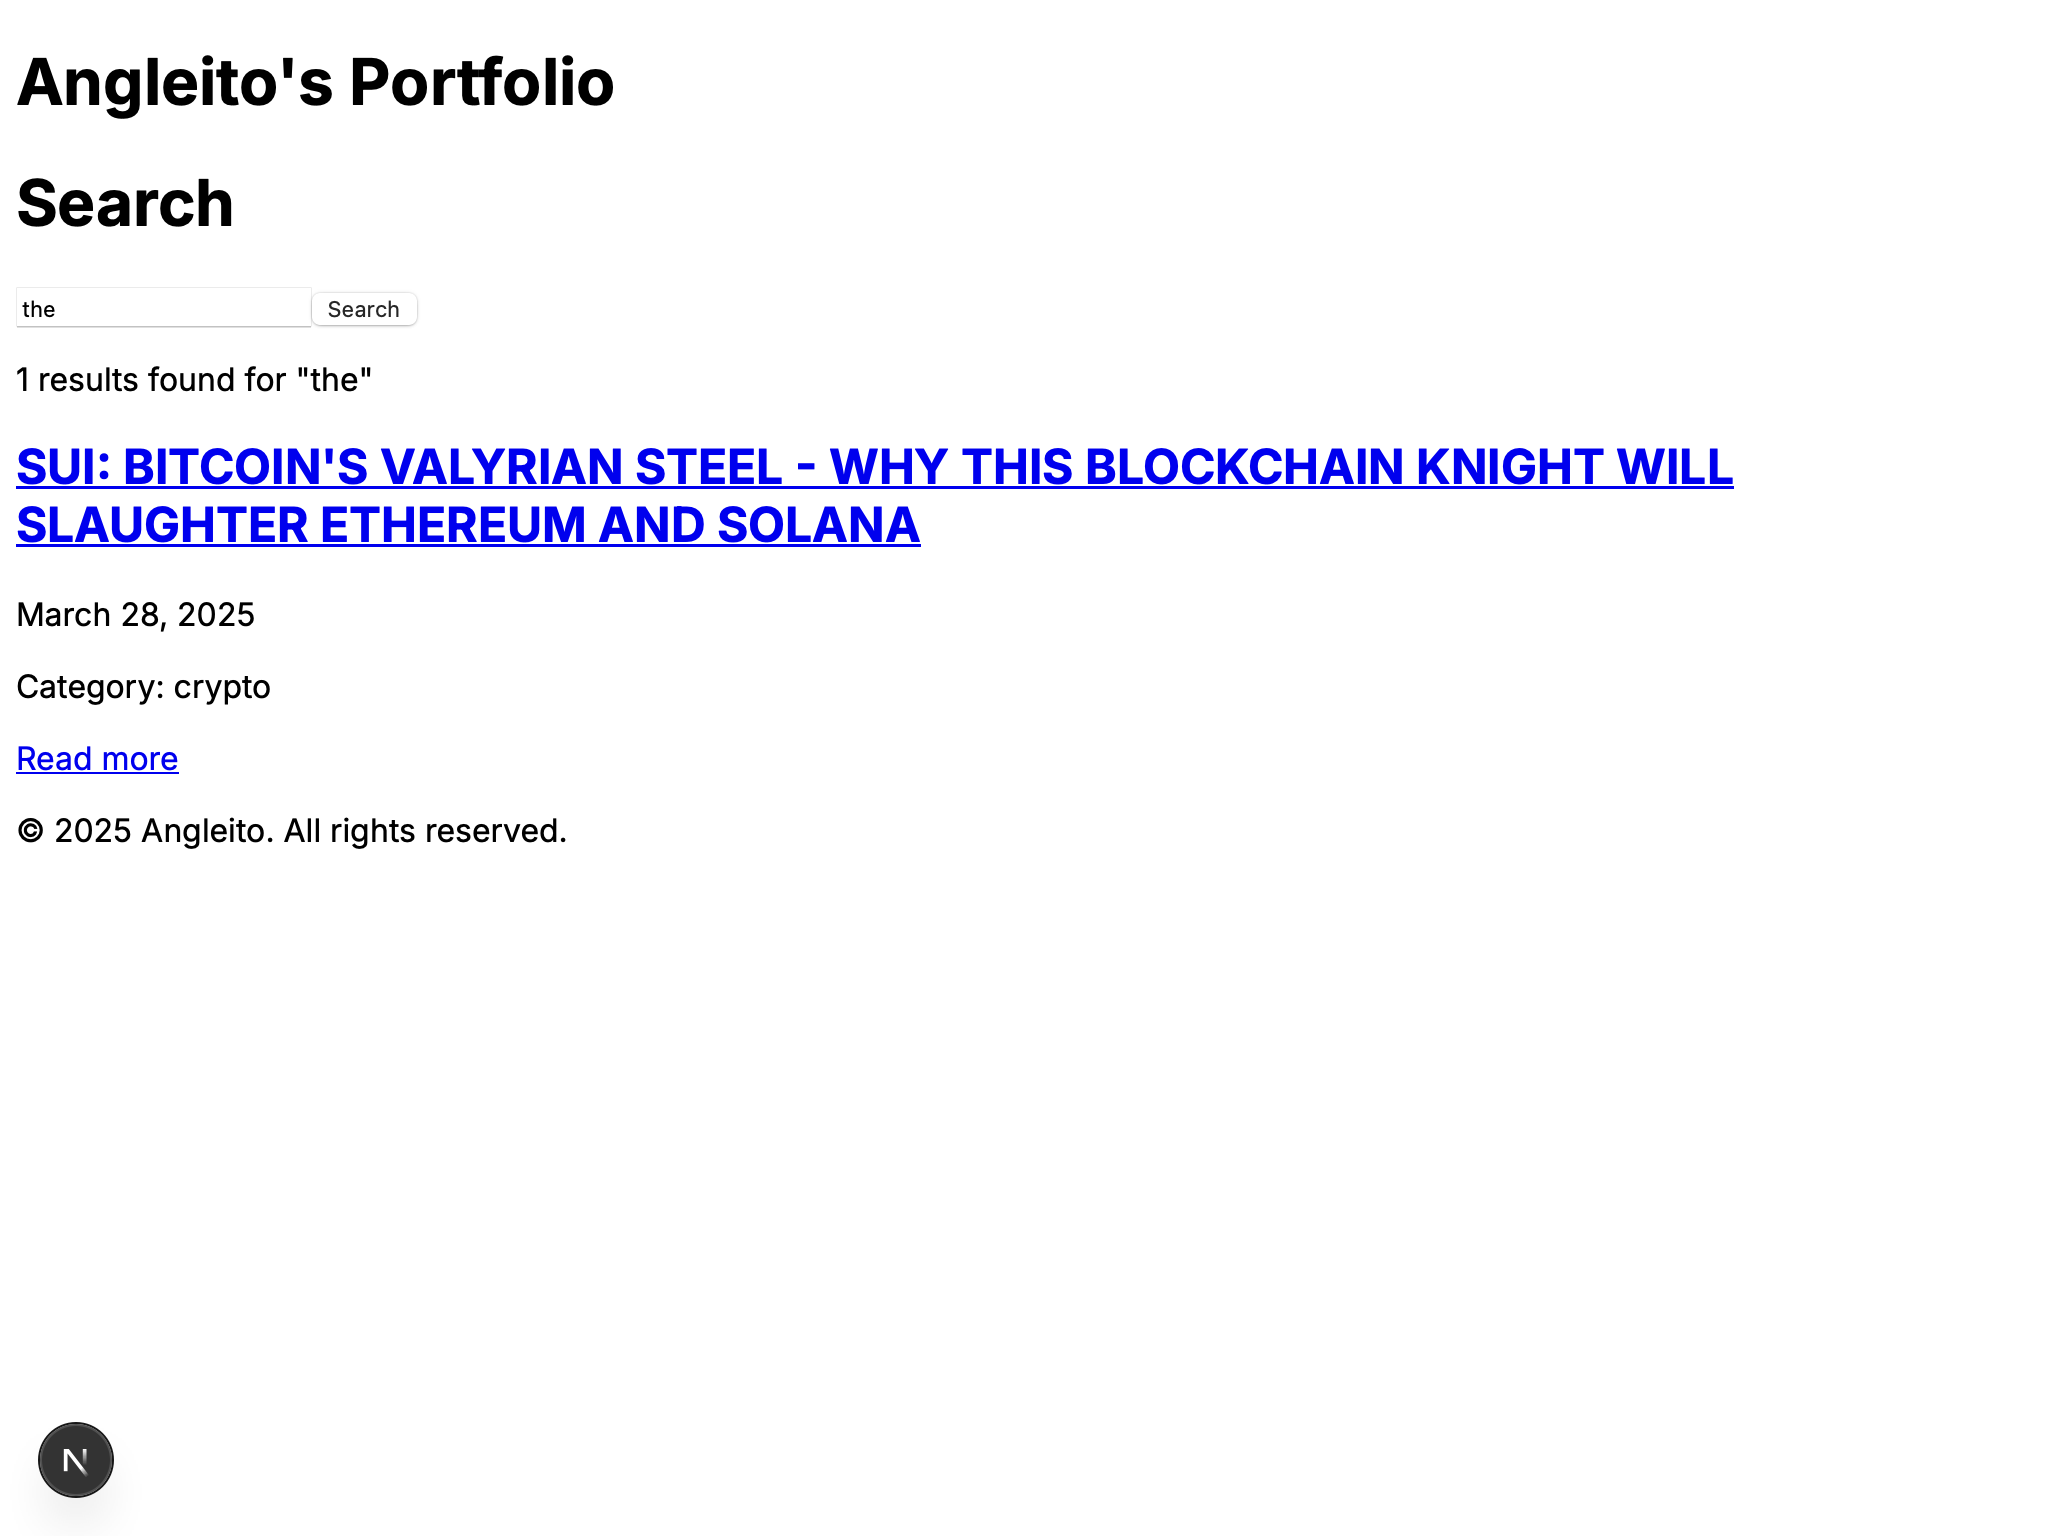 Angleito's Portfolio
Search
the
Search
1 results found for "the"
SUI: BITCOIN'S VALYRIAN STEEL - WHY THIS BLOCKCHAIN KNIGHT WILL
SLAUGHTER ETHEREUM AND SOLANA
March 28, 2025
Category: crypto
Read more
© 2025 Angleito. All rights reserved.
N